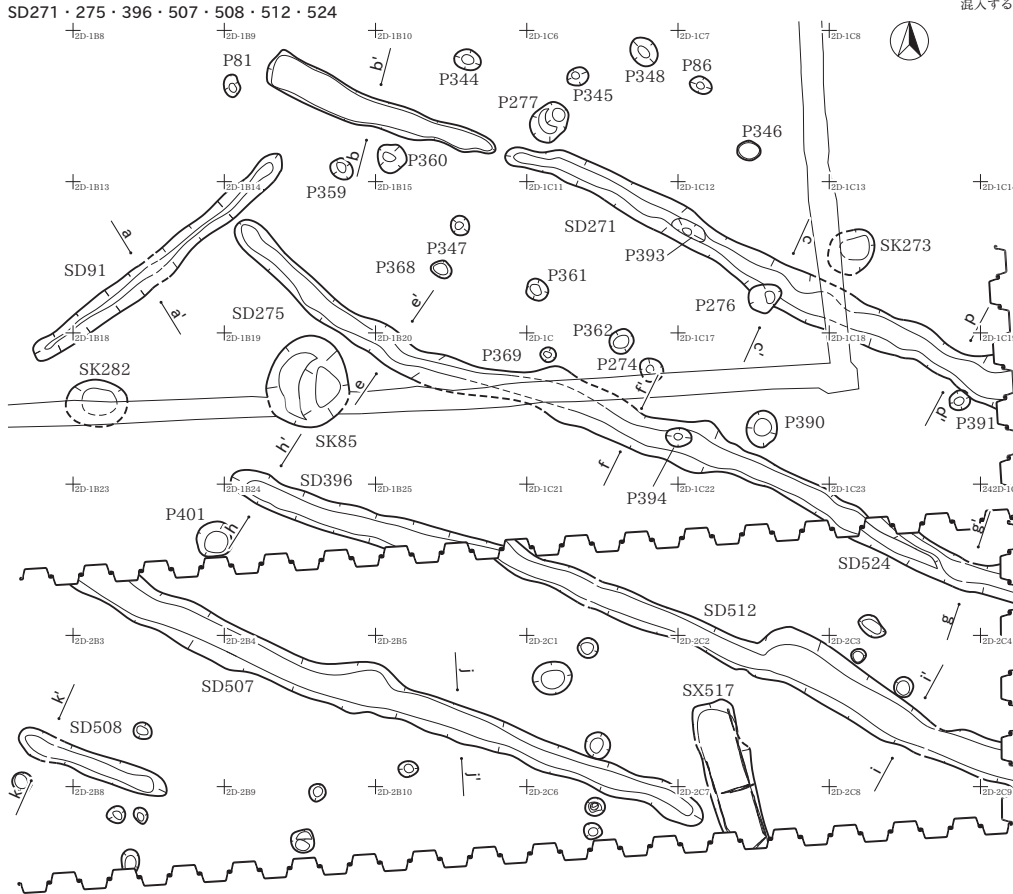 混入する
SD271・275・396・507・508・512・524
2D-1B8
2D-1B9
2D-1B10
2D-1C6
2D-1C7
2D-1C8
P81
b'
P344
P345
P348
P86
P277
P346
b
P360
P359
2D-1B13
2D-1B14
2D-1B15
2D-1C11
2D-1C12
2D-1C13
2D-1C14
a
SD91
a'
P347
P368
SD271
P393
c
SK273
SD275
e'
P361
P276
c'
d
2D-1B18
2D-1B19
2D-1B20
2D-1C
2D-1C17
2D-1C18
2D-1C19
P362
P369
P274
SK282
e
f'
d'
P391
P390
SK85
h'
SD396
f
P394
2D-1B23
2D-1B24
2D-1B25
2D-1C21
2D-1C22
2D-1C23
P401
h
g'
SD524
SD512
g
2D-2B3
2D-2B4
2D-2B5
2D-2C1
2D-2C2
2D-2C3
2D-2C4
SD507
j
SX517
i'
k'
SD508
k
j'
i
2D-2B8
2D-2B9
2D-2B10
2D-2C6
2D-2C7
2D-2C8
2D-2C9